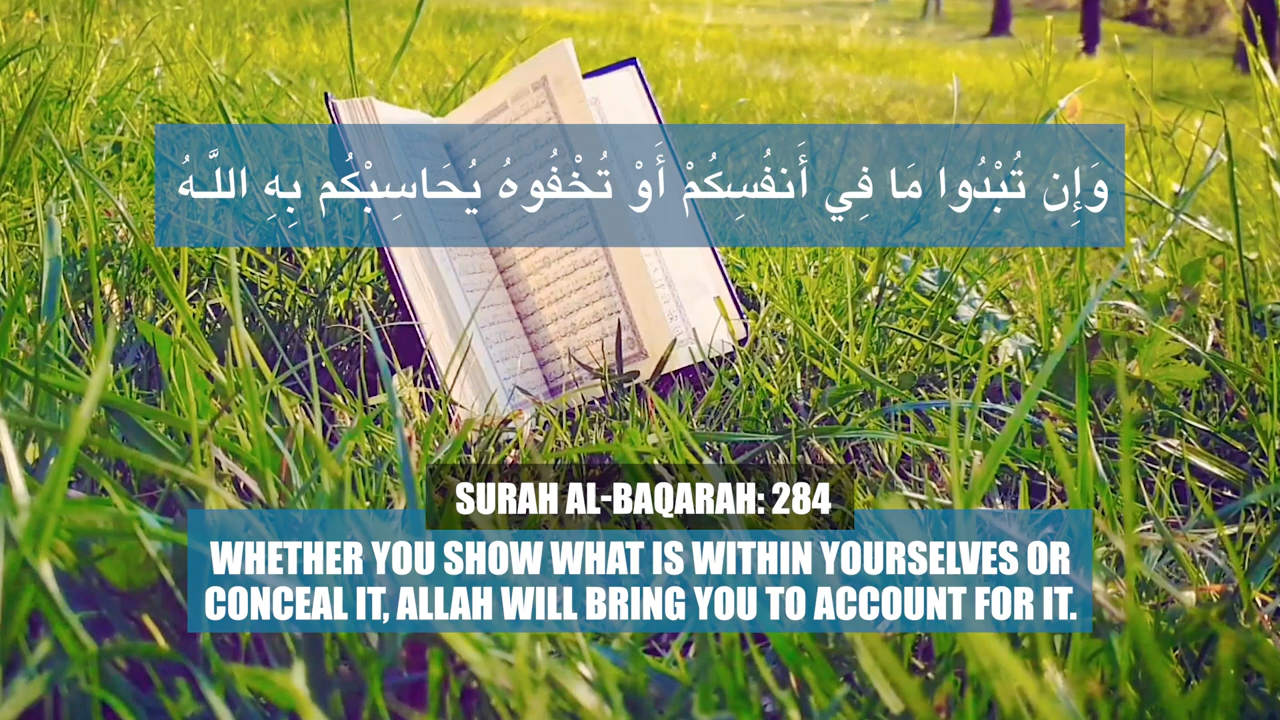 وَإِن تُبْدُوا مَا فِي أَنفُسِكُمْ أَوْ تُخْفُوهُ يُحَاسِبْكُم بِهِ اللَّـهُ
SURAH AL-BAQARAH: 284
WHETHER YOU SHOW WHAT IS WITHIN YOURSELVES OR
CONCEAL IT, ALLAH WILL BRING YOU TO ACCOUNT FOR IT.